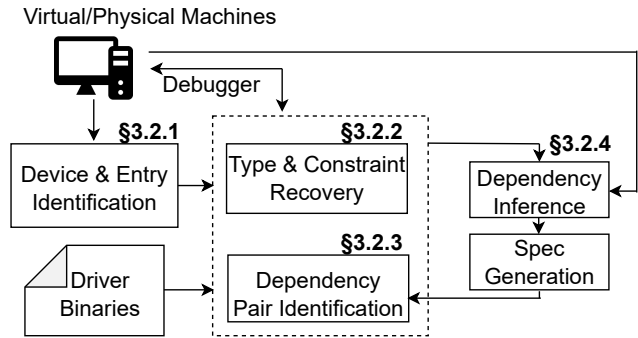 Virtual/Physical Machines
Debugger
§3.2.1
Device & Entry
Identification
§3.2.2
Type & Constraint
Recovery
§3.2.4
Dependency
Inference
Driver
Binaries
§3.2.3
Dependency
Pair Identification
Spec
Generation